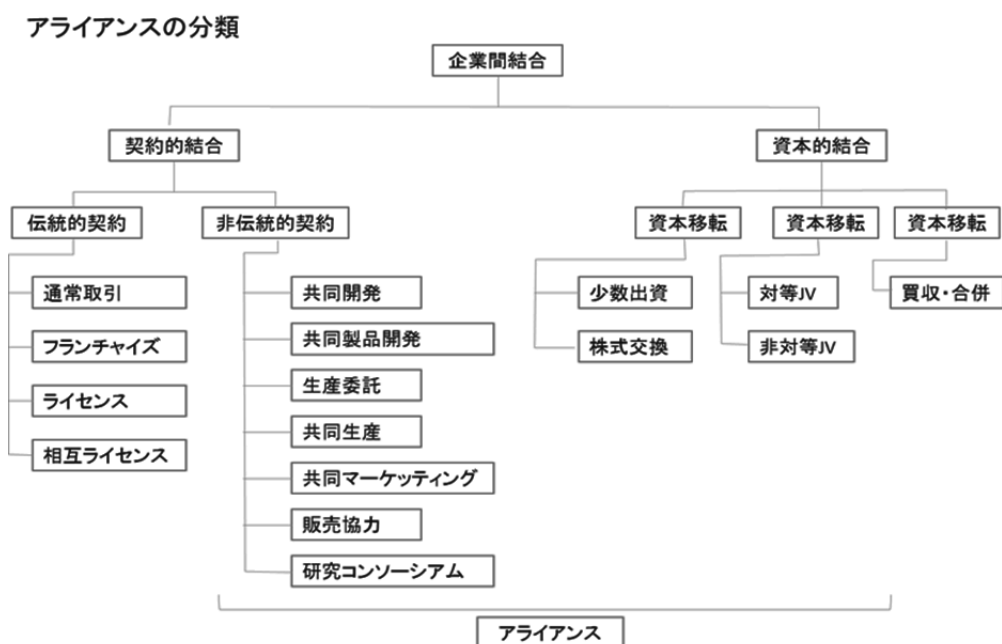 アライアンスの分類
企業間結合
契約的結合
資本的結合
伝統的契約
非伝統的契約
資本移転
資本移転
資本移転
通常取引
フランチャイズ
ライセンス
相互ライセンス
共同開発
共同製品開発
生産委託
共同生産
共同マーケッティング
販売協力
研究コンソーシアム
少数出資
株式交換
対等JV
非対等JV
買収・合併
アライアンス